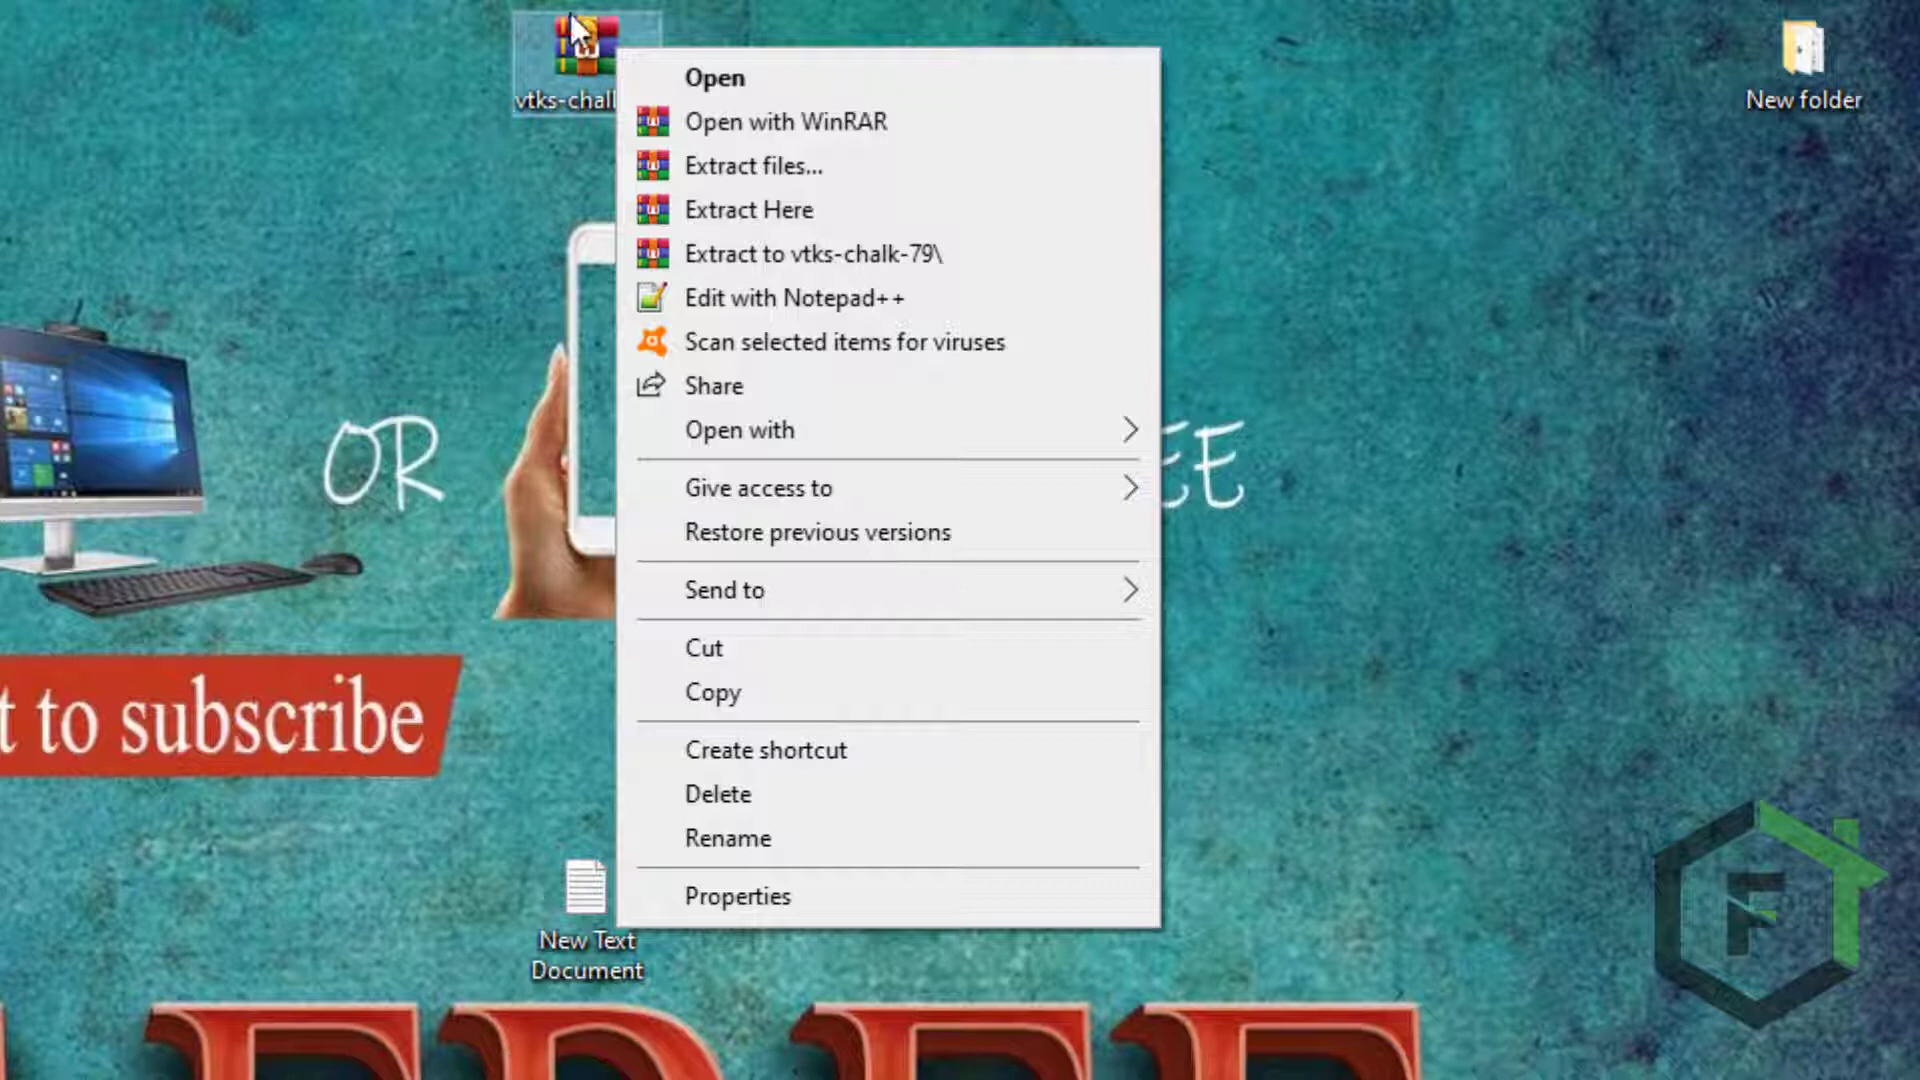 vtks-chal
New folder
Open
Open with WinRAR
Extract files...
Extract Here
Extract to vtks-chalk-79\
Edit with Notepad++
Scan selected items for viruses
Share
Open with
Give access to
Restore previous versions
Send to
Cut
Copy
Create shortcut
Delete
Rename
Properties
OR
EE
t to subscribe
New Text
Document
F